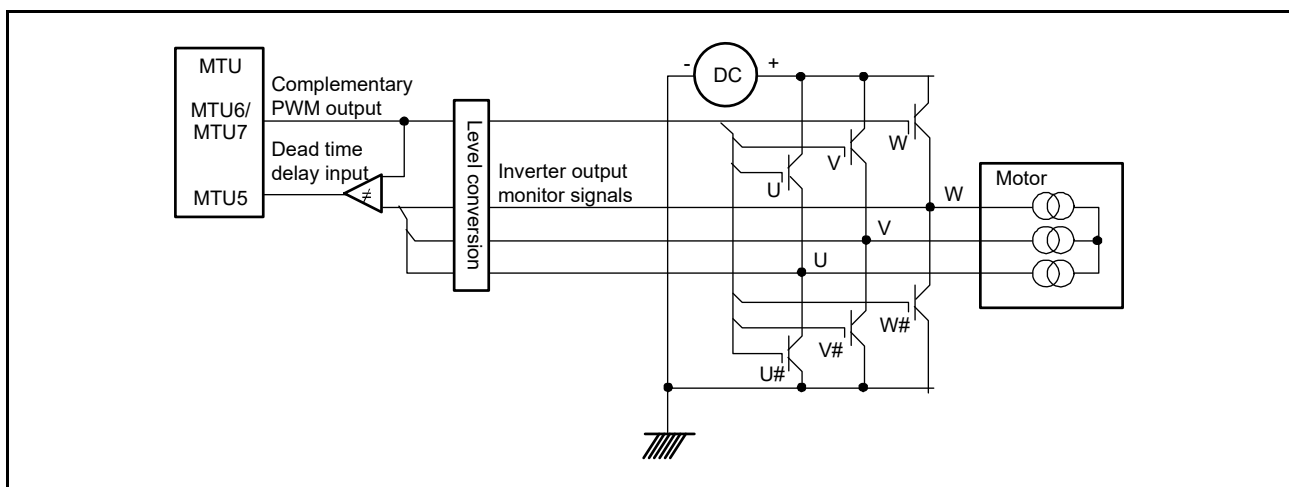 MTU
MTU6/
MTU7
MTU5
Complementary
PWM output
Dead time
delay input
≠
Level conversion
Inverter output
monitor signals
-
DC
+
W
V
U
W
V
U
W#
V#
U#
Motor